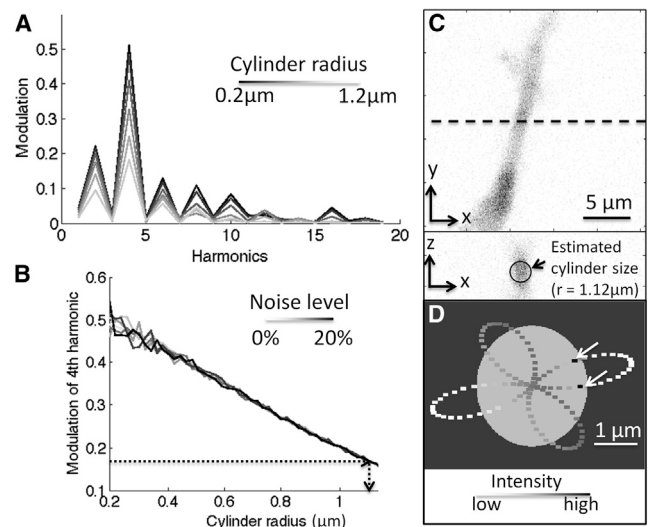 A
Modulation
0.5
0.4
0.3
0.2
0.1
0
Cylinder radius
0.2μm 1.2μm
0 5 10 15 20
Harmonics
B
Modulation of 4th harmonic
0.6
0.5
0.4
0.3
0.2
0.1
Noise level
0% 20%
0.2 0.4 0.6 0.8 1
Cylinder radius (μm)
C
y
x
5 μm
z
x
Estimated
cylinder size
(r = 1.12μm)
D
1 μm
Intensity
low high